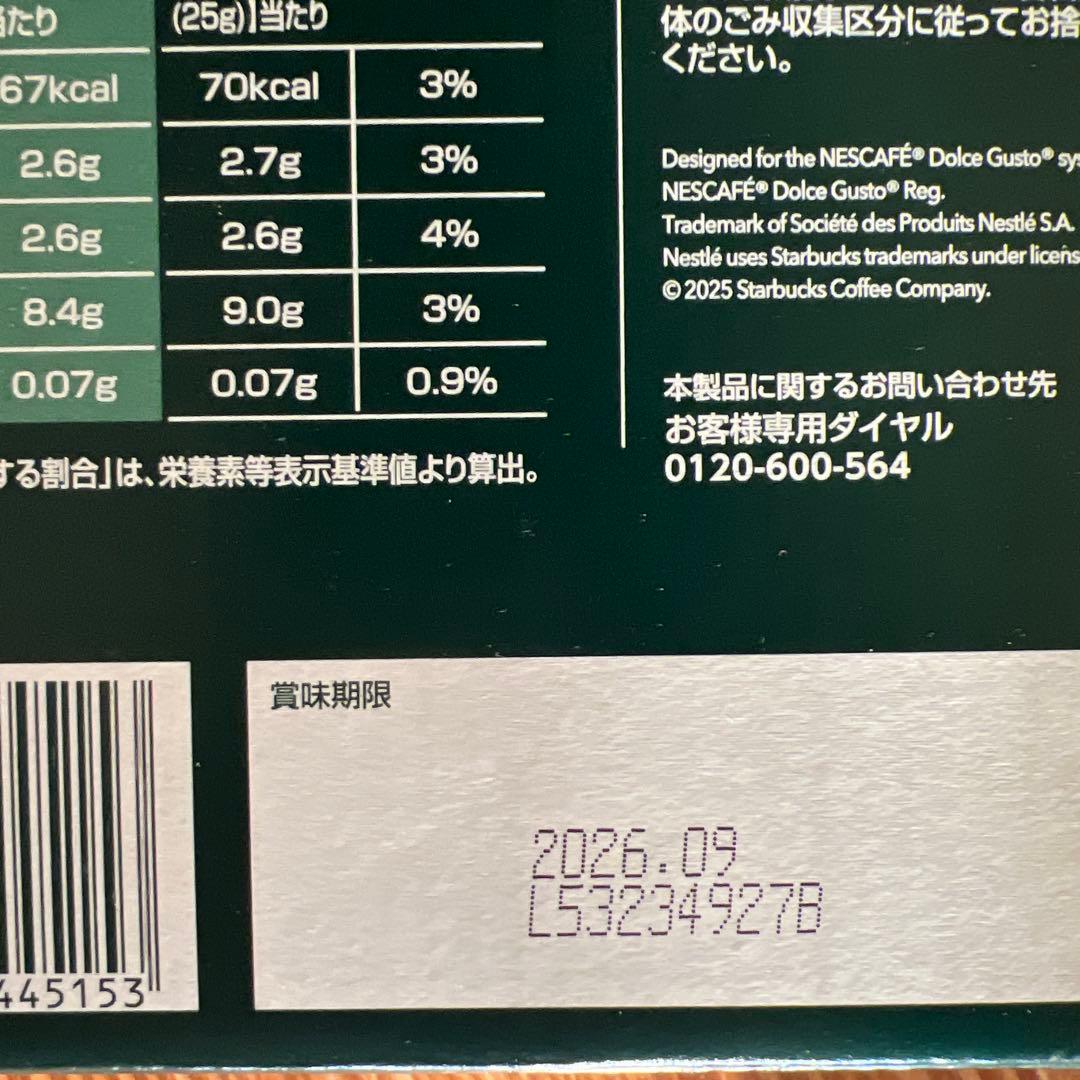 当たり
(25g)】当たり
67kcal 70kcal 3%
2.6g 2.7g 3%
2.6g 2.6g 4%
8.4g 9.0g 3%
0.07g 0.07g 0.9%
する割合」は、栄養素等表示基準値より算出。
体のごみ収集区分に従ってお捨
ください。
Designed for the NESCAFÉ® Dolce Gusto® sys
NESCAFÉ® Dolce Gusto® Reg.
Trademark of Société des Produits Nestlé S.A.
Nestlé uses Starbucks trademarks under licens
© 2025 Starbucks Coffee Company.
本製品に関するお問い合わせ先
お客様専用ダイヤル
0120-600-564
445153
賞味期限
2026.09
L53234927B